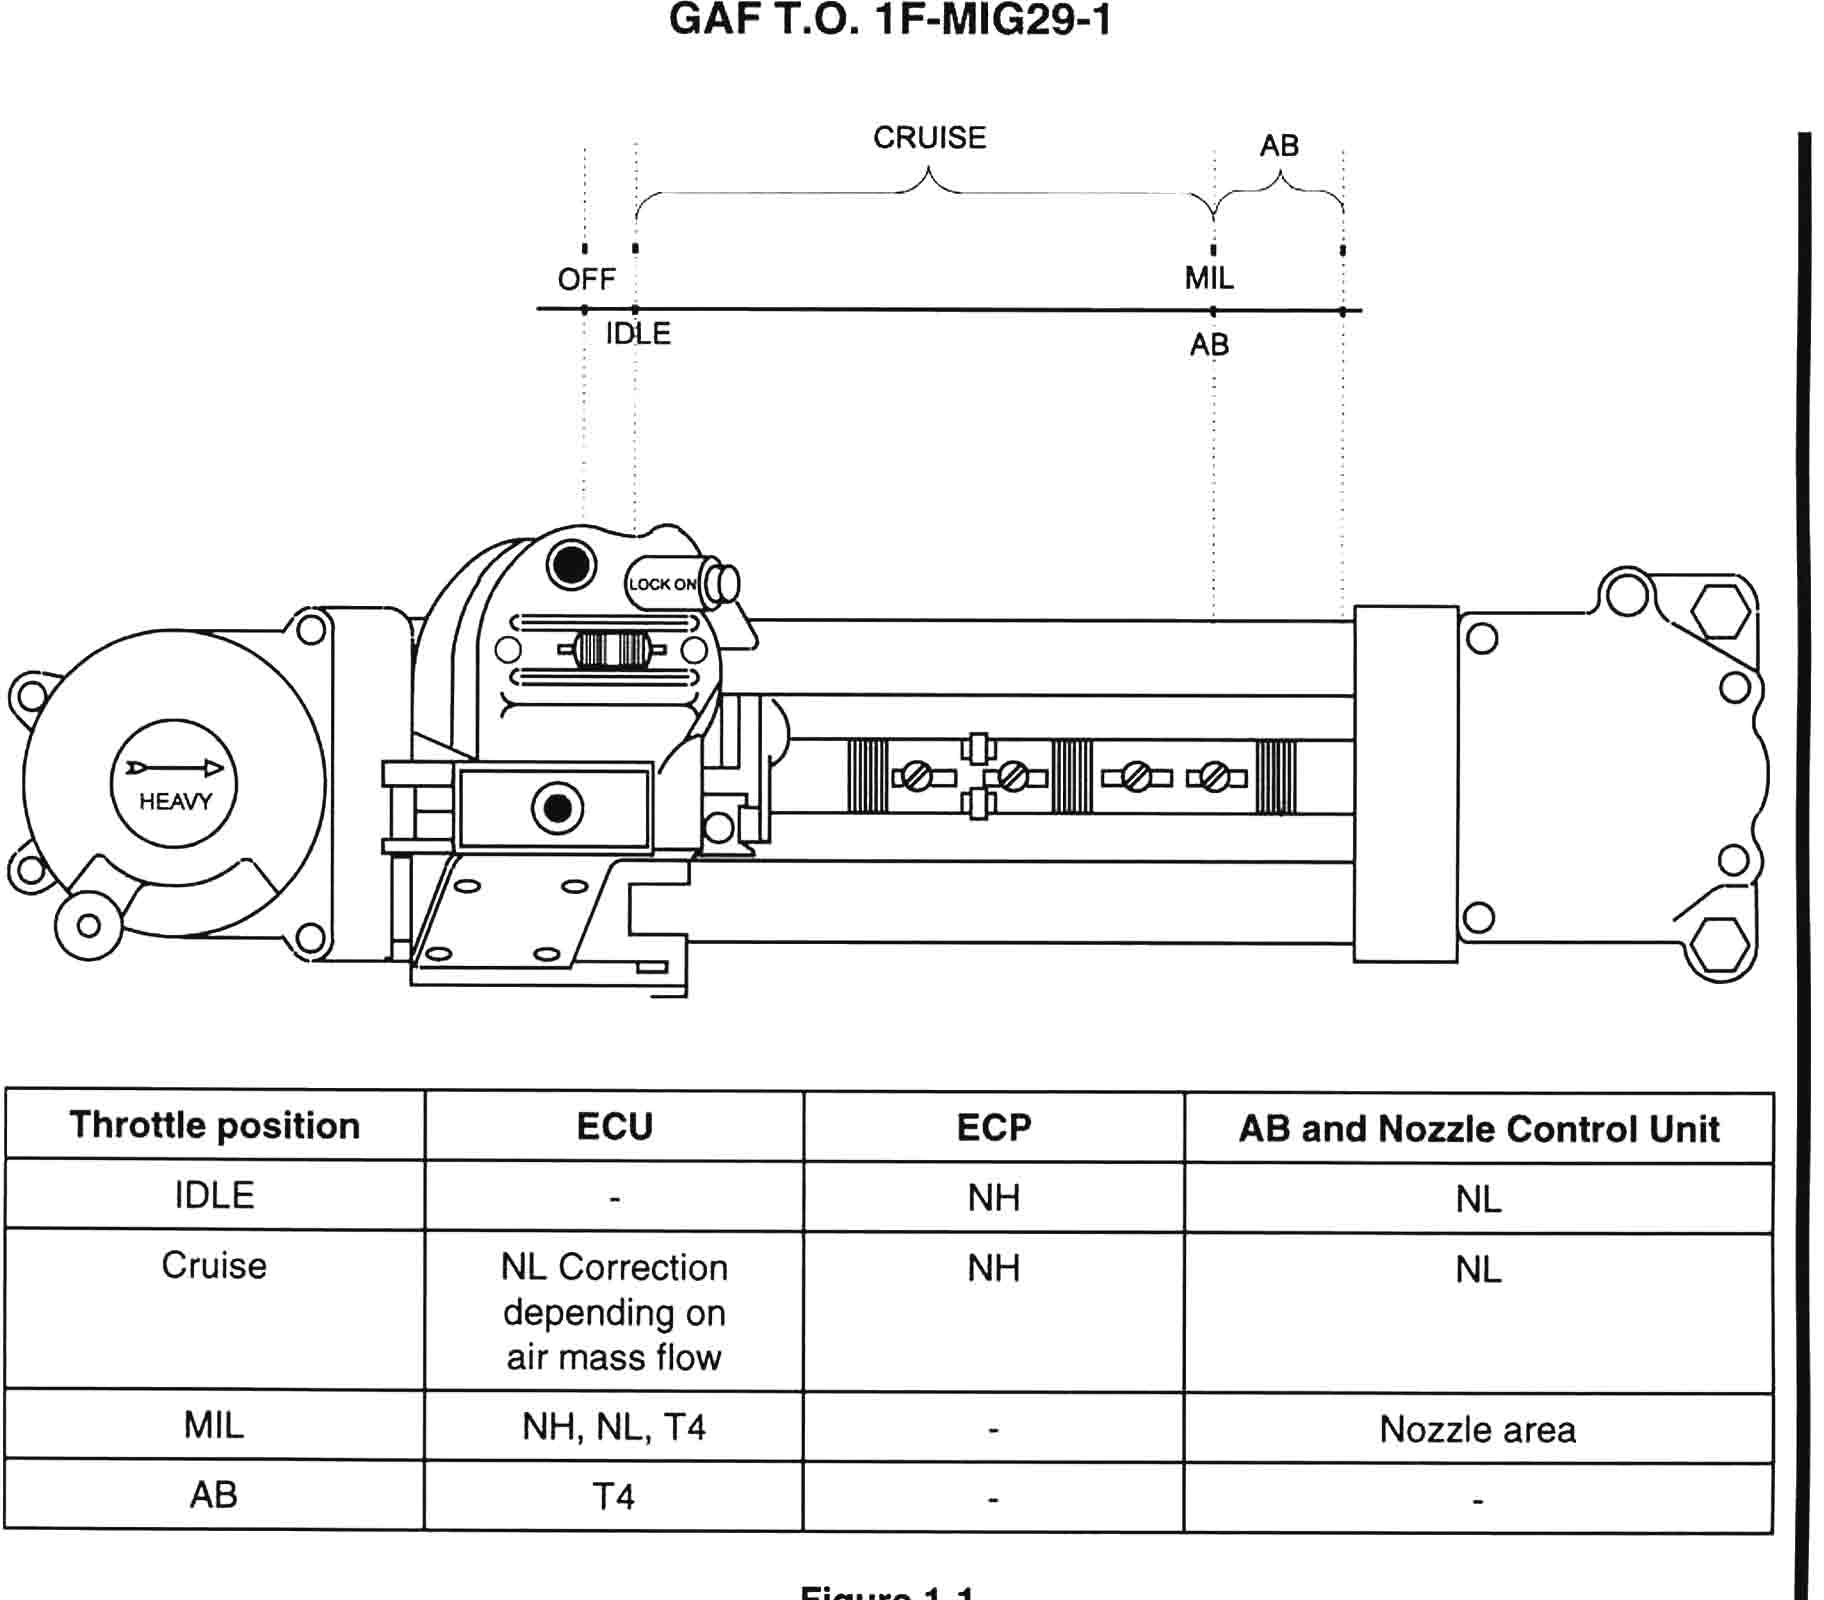 GAF T.O. 1F-MIG29-1
CRUISE
AB
OFF
MIL
IDLE
AB
LOCK ON
HEAVY
Throttle position ECU ECP AB and Nozzle Control Unit
IDLE - NH NL
Cruise NL Correction NH NL
depending on
air mass flow
MIL NH, NL, T4 - Nozzle area
AB T4 - -
Figure 1-1